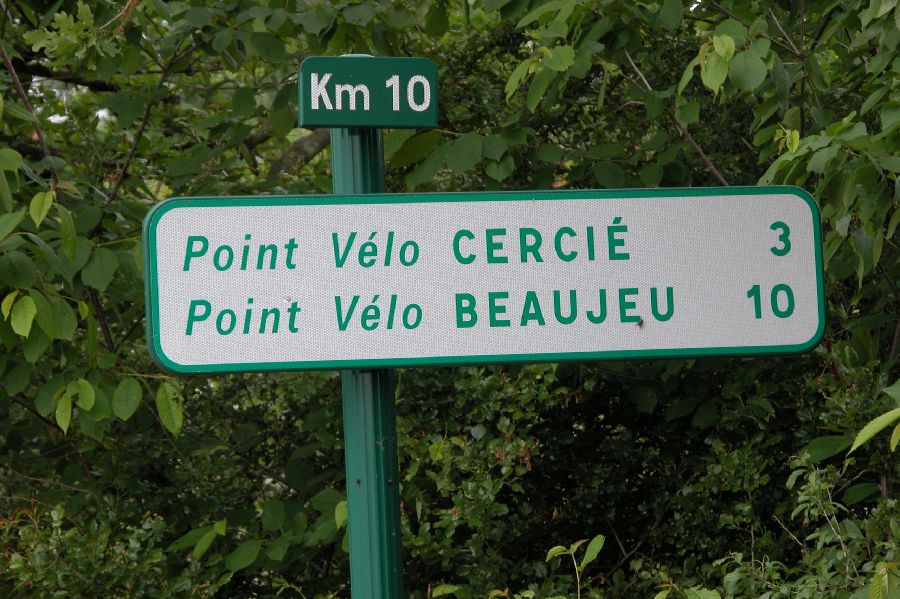 Km 10
Point Vélo CERCIÉ 3
Point Vélo BEAUJEU 10